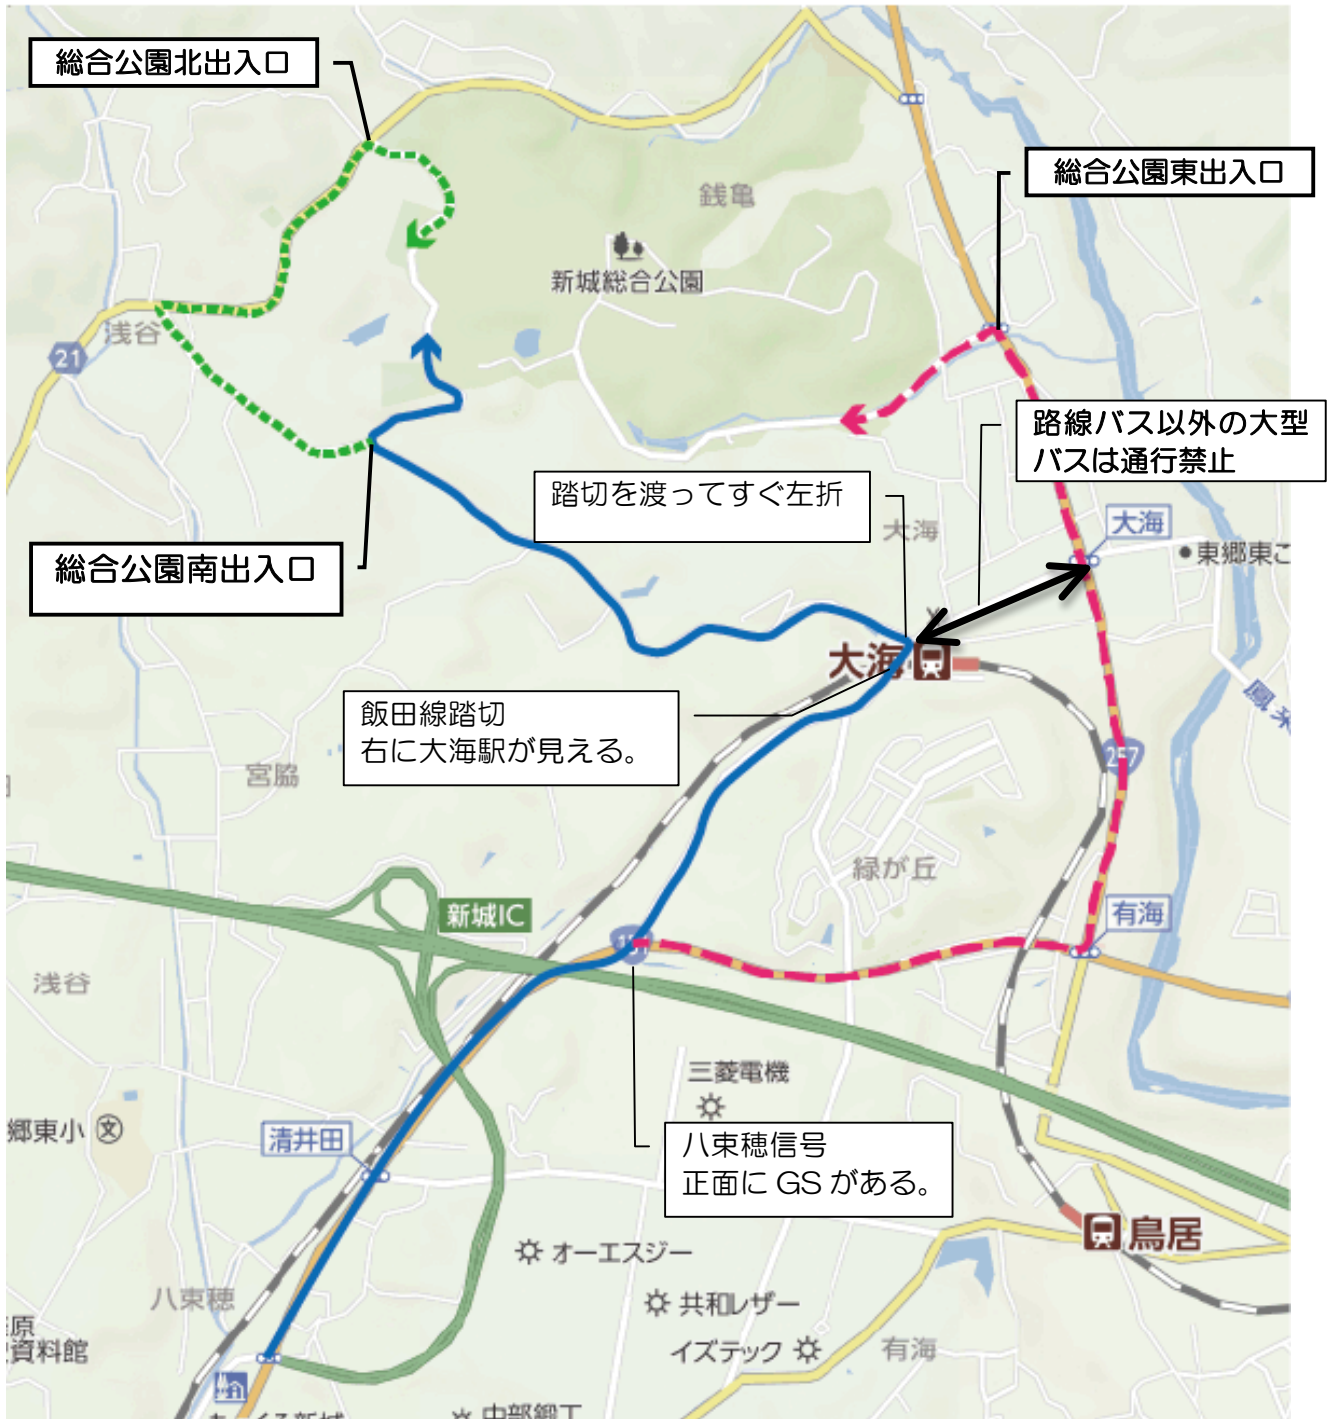 総合公園北出入口
総合公園東出入口
銭亀
新城総合公園
浅谷
21
路線バス以外の大型
バスは通行禁止
踏切を渡ってすぐ左折
大海
大海
東郷東こ
総合公園南出入口
大海
飯田線踏切
右に大海駅が見える。
宮脇
257
緑が丘
新城IC
有海
151
浅谷
三菱電機
郷東小
文
清井田
八束穂信号
正面に GS がある。
鳥居
オーエスジー
八束穂
共和レザー
原
資料館
イズテック
有海
中部鍛工